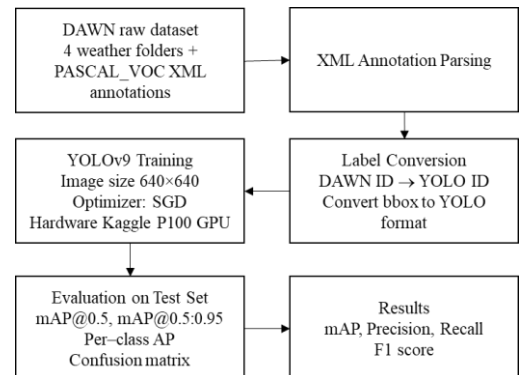 DAWN raw dataset
4 weather folders +
PASCAL_VOC XML
annotations
XML Annotation Parsing
Label Conversion
DAWN ID → YOLO ID
Convert bbox to YOLO
format
YOLOv9 Training
Image size 640×640
Optimizer: SGD
Hardware Kaggle P100 GPU
Evaluation on Test Set
mAP@0.5, mAP@0.5:0.95
Per–class AP
Confusion matrix
Results
mAP, Precision, Recall
F1 score